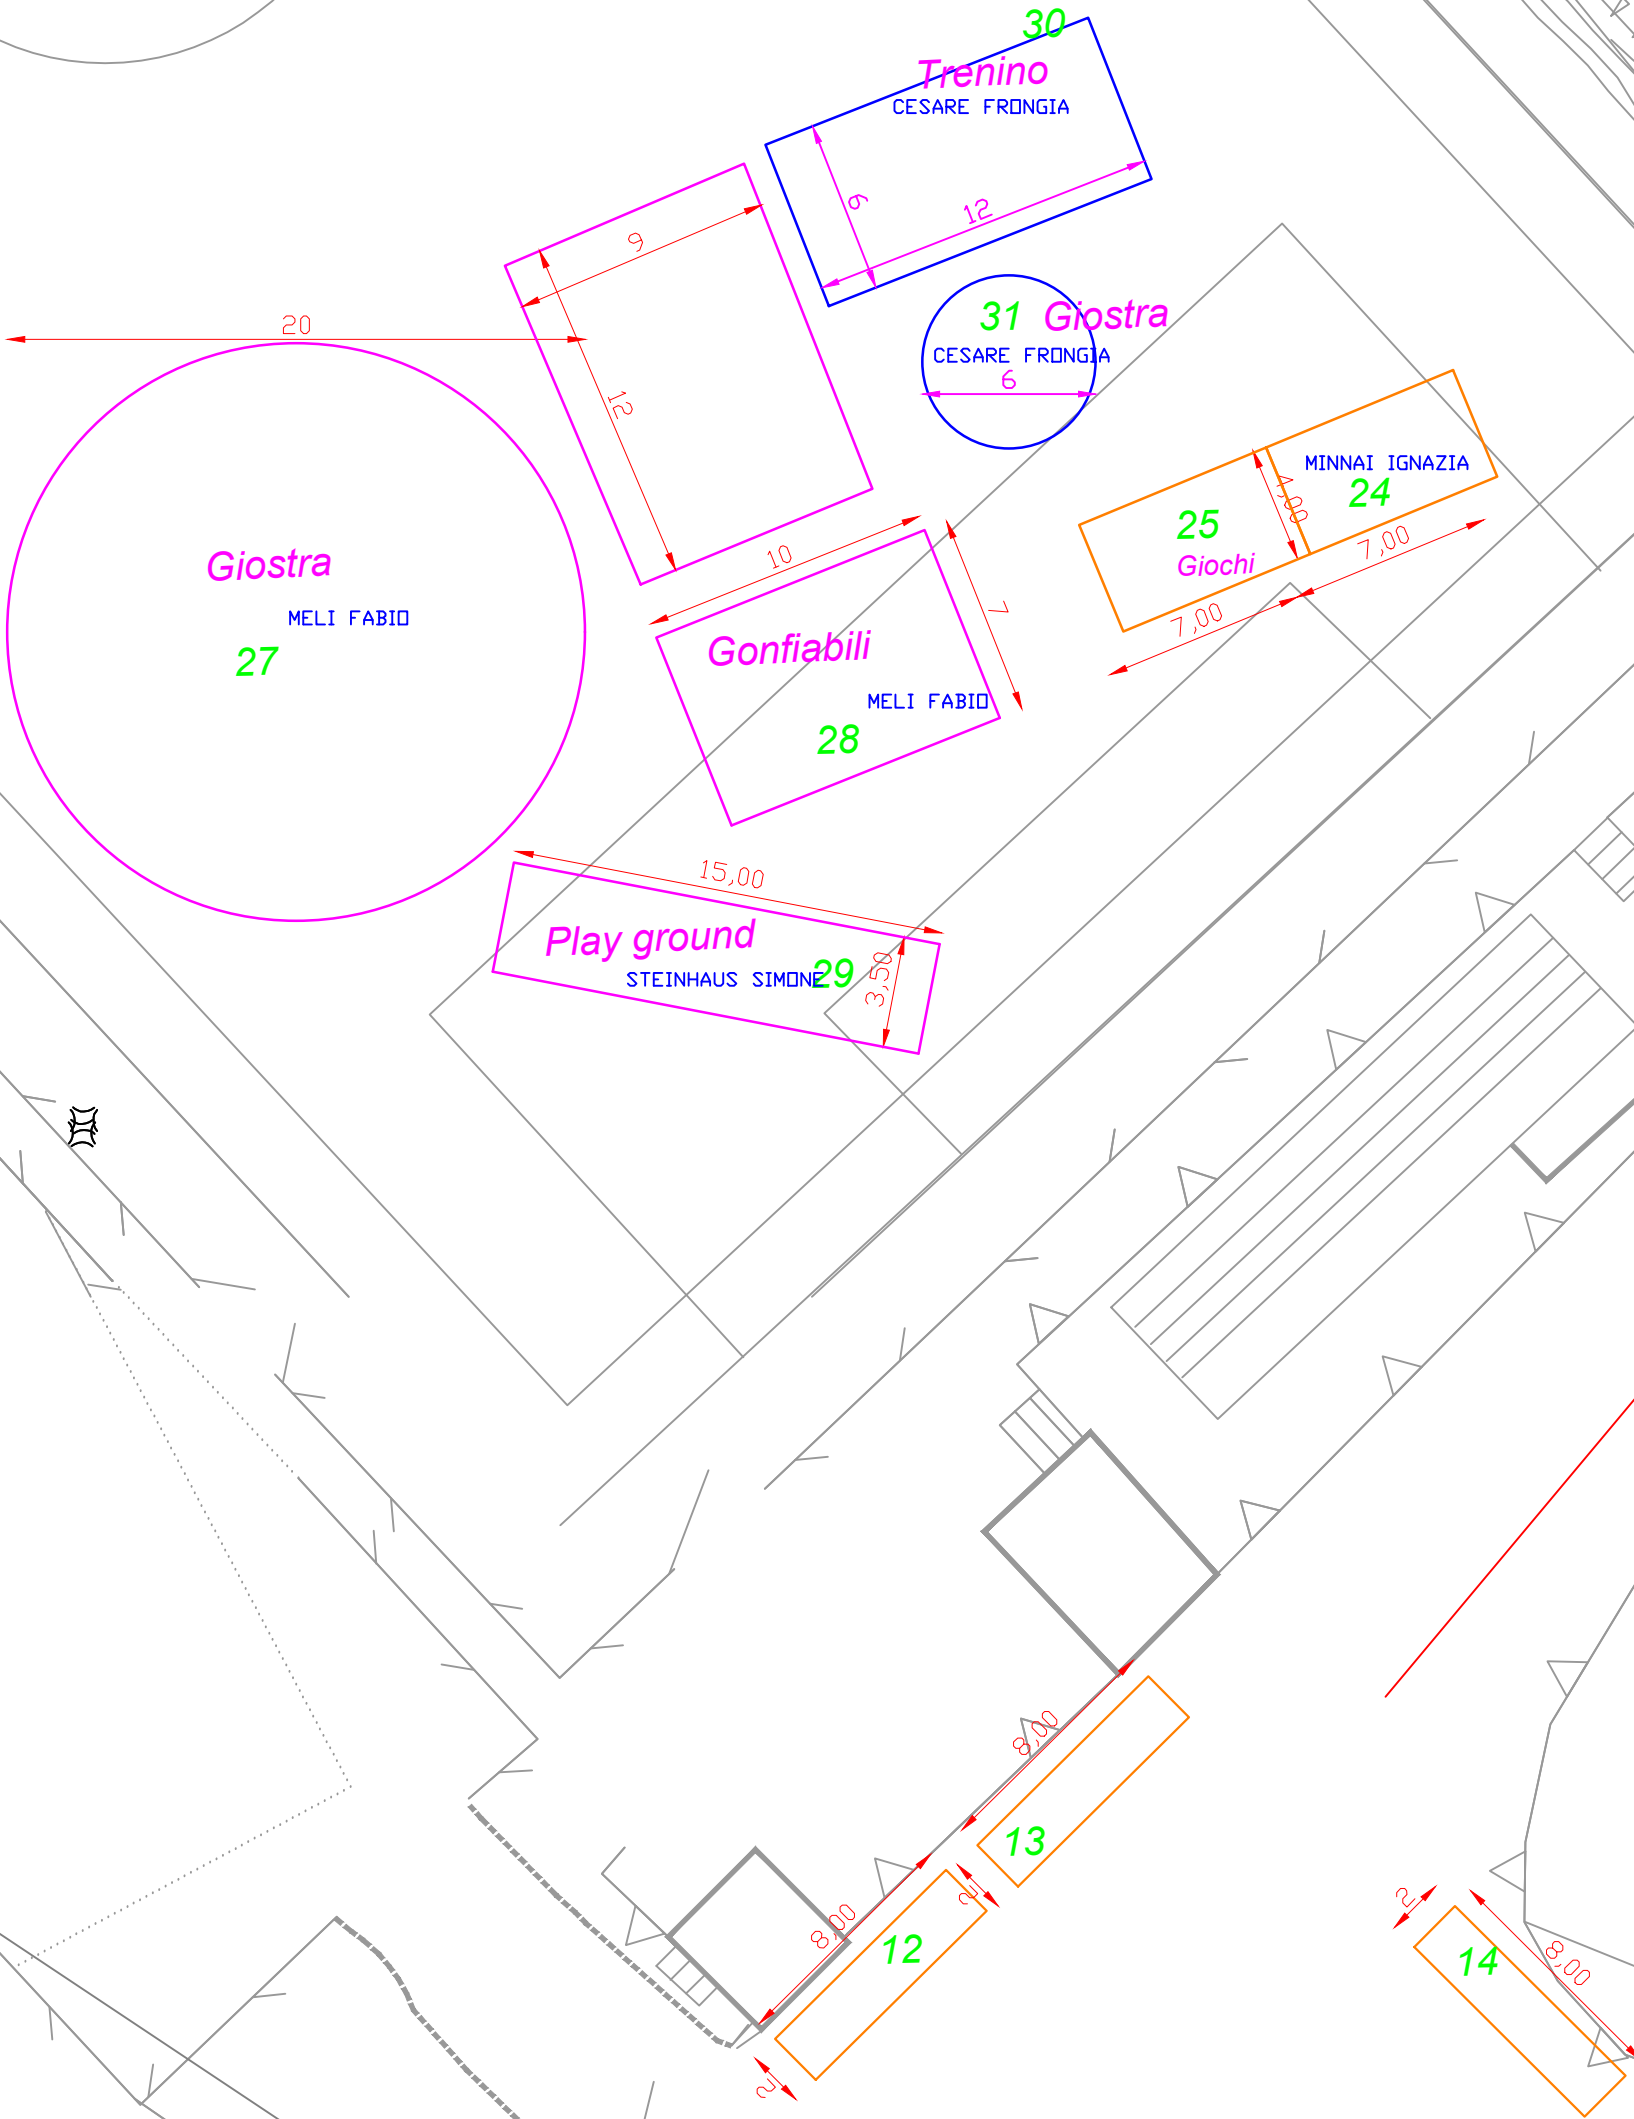 30
Trenino
CESARE FRONGIA
6
12
9
12
20
31 Giostra
CESARE FRONGIA
6
MINNAI IGNAZIA
24
4,00
25
Giochi
7,00
7,00
Giostra
MELI FABIO
27
10
7
Gonfiabili
MELI FABIO
28
15,00
Play ground
STEINHAUS SIMONE
29
3,50
8,00
13
2
8,00
12
2
2
14
8,00